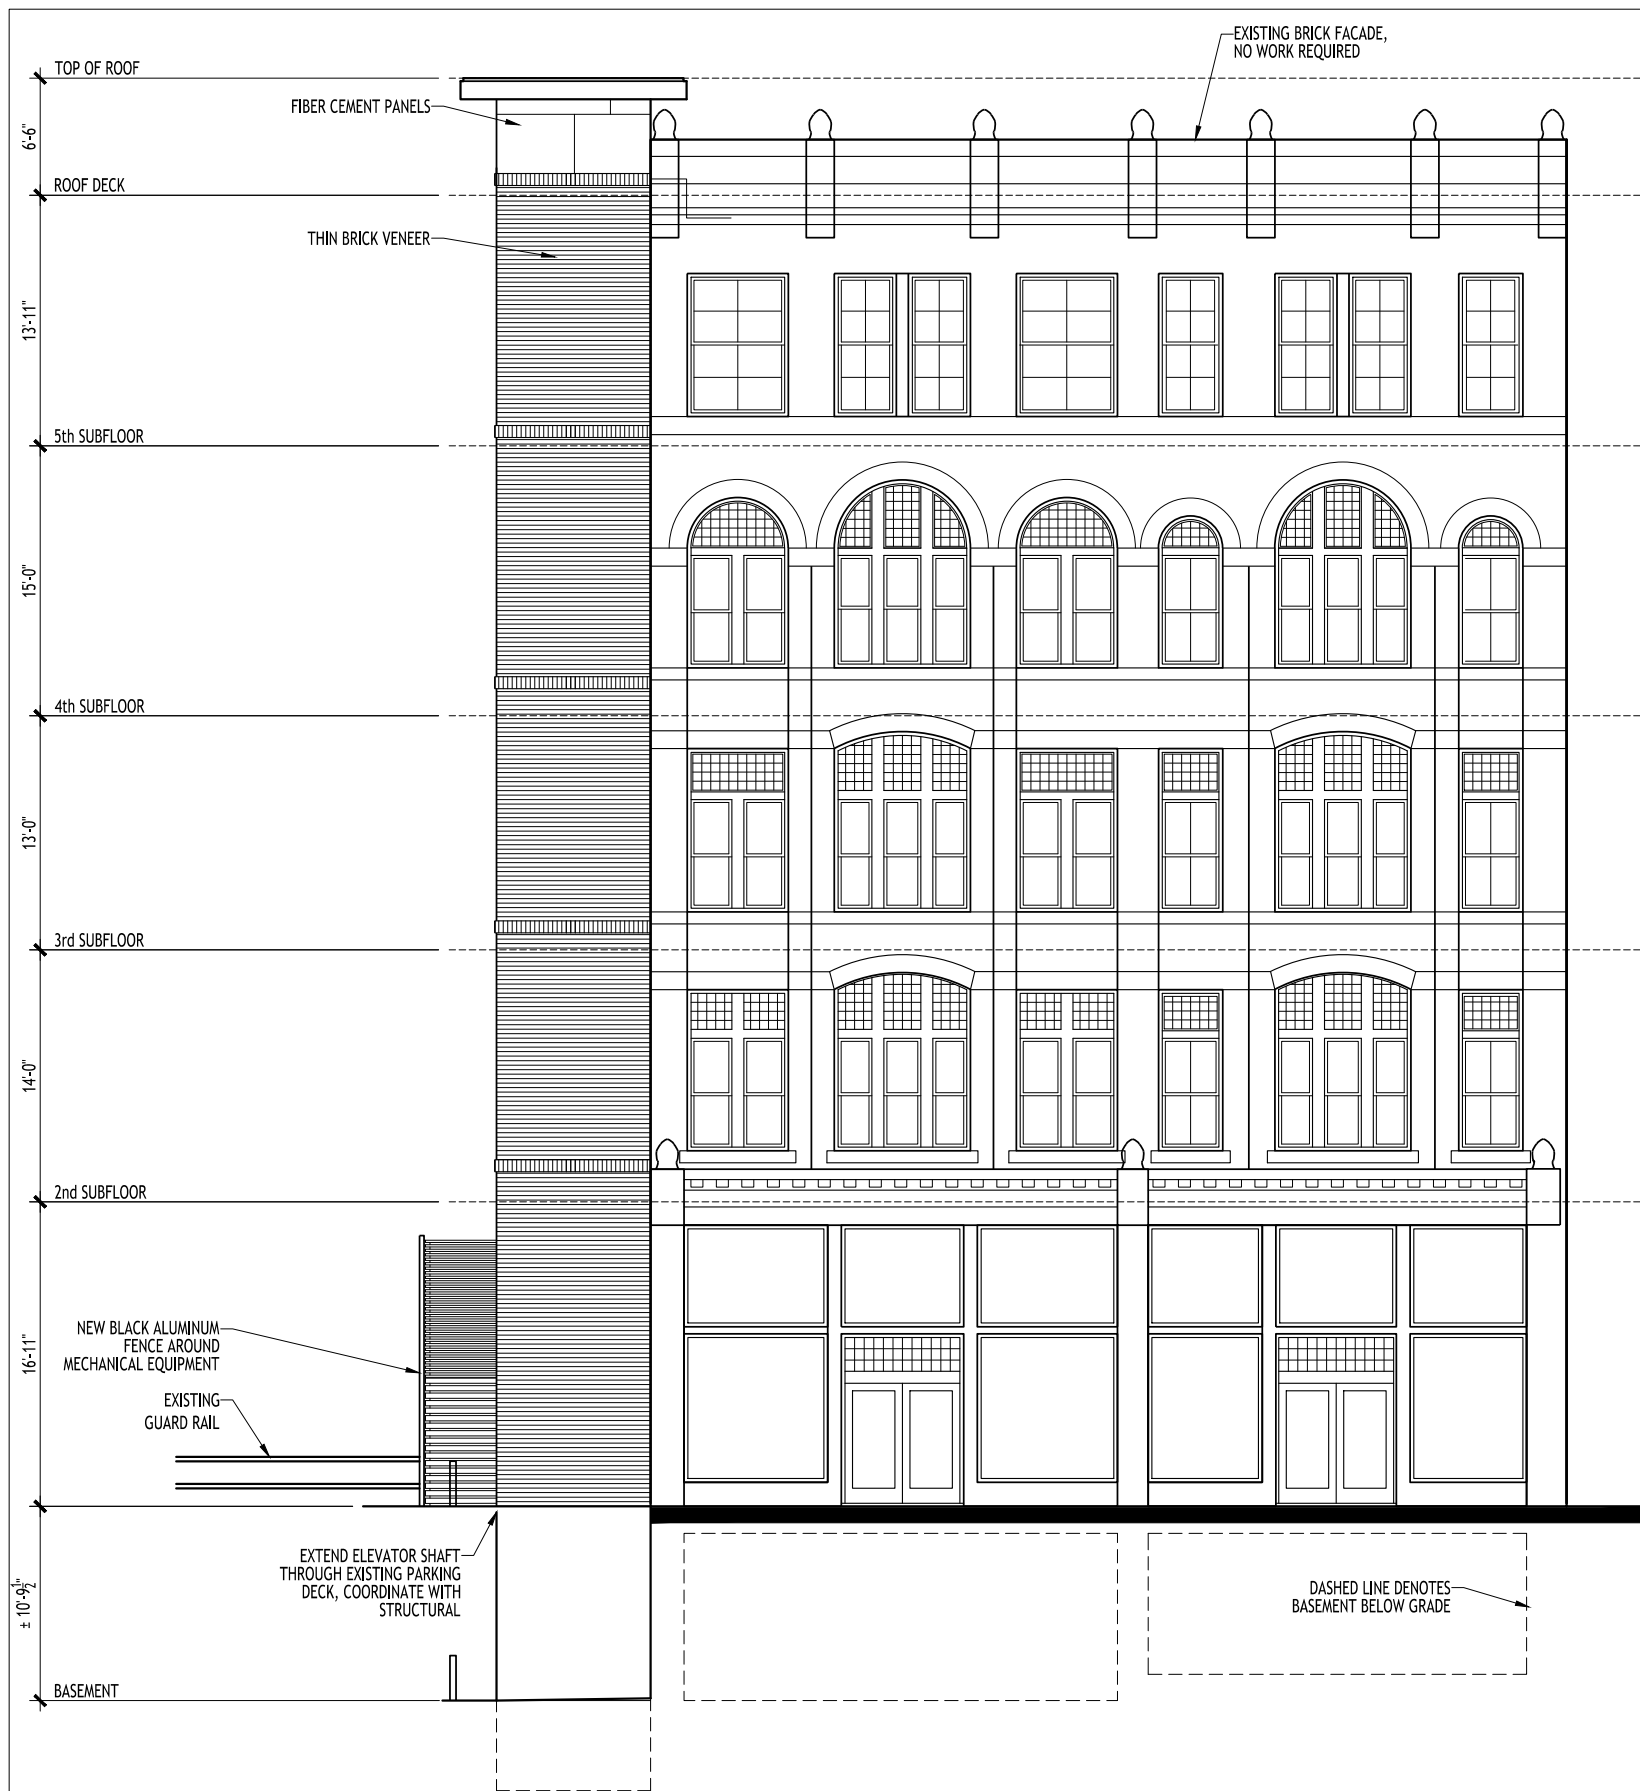 EXISTING BRICK FACADE,
NO WORK REQUIRED
TOP OF ROOF
FIBER CEMENT PANELS
6'-6"
ROOF DECK
THIN BRICK VENEER
13'-11"
5th SUBFLOOR
15'-0"
4th SUBFLOOR
13'-0"
3rd SUBFLOOR
14'-0"
2nd SUBFLOOR
16'-11"
NEW BLACK ALUMINUM
FENCE AROUND
MECHANICAL EQUIPMENT
EXISTING
GUARD RAIL
EXTEND ELEVATOR SHAFT
THROUGH EXISTING PARKING
DECK, COORDINATE WITH
STRUCTURAL
± 10'-9½"
DASHED LINE DENOTES
BASEMENT BELOW GRADE
BASEMENT